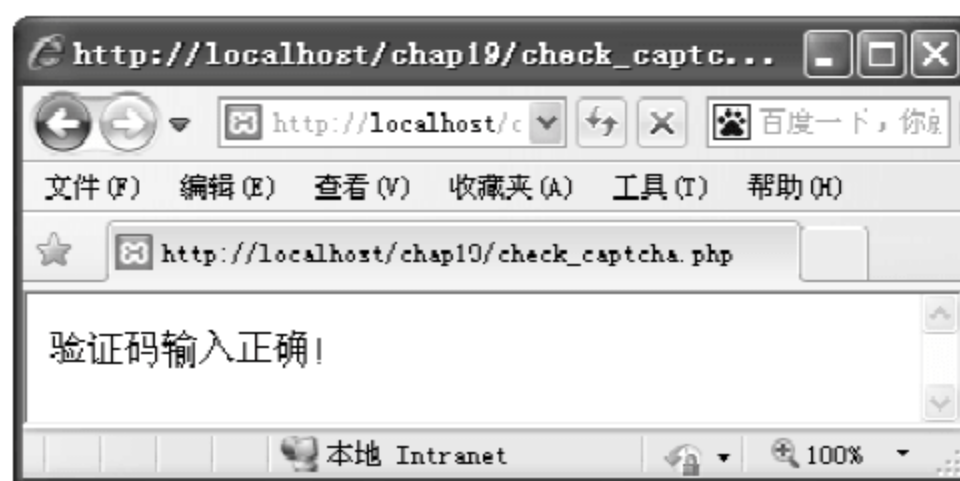 http://localhost/chap19/check_captc...
http://localhost/c 百度一下，你
文件(F) 编辑(E) 查看(V) 收藏夹(A) 工具(T) 帮助(H)
http://localhost/chap19/check_captcha.php
验证码输入正确!
本地 Intranet 100%